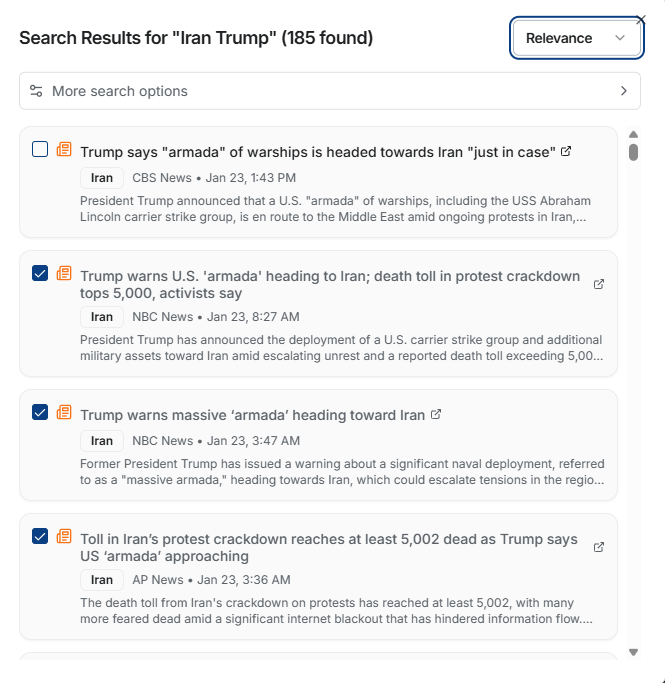 Search Results for "Iran Trump" (185 found)
Relevance
More search options
Trump says "armada" of warships is headed towards Iran "just in case"
Iran CBS News • Jan 23, 1:43 PM
President Trump announced that a U.S. "armada" of warships, including the USS Abraham
Lincoln carrier strike group, is en route to the Middle East amid ongoing protests in Iran,...
Trump warns U.S. 'armada' heading to Iran; death toll in protest crackdown
tops 5,000, activists say
Iran NBC News • Jan 23, 8:27 AM
President Trump has announced the deployment of a U.S. carrier strike group and additional
military assets toward Iran amid escalating unrest and a reported death toll exceeding 5,00...
Trump warns massive ‘armada’ heading toward Iran
Iran NBC News • Jan 23, 3:47 AM
Former President Trump has issued a warning about a significant naval deployment, referred
to as a "massive armada," heading towards Iran, which could escalate tensions in the regio...
Toll in Iran’s protest crackdown reaches at least 5,002 dead as Trump says
US ‘armada’ approaching
Iran AP News • Jan 23, 3:36 AM
The death toll from Iran's crackdown on protests has reached at least 5,002, with many
more feared dead amid a significant internet blackout that has hindered information flow....